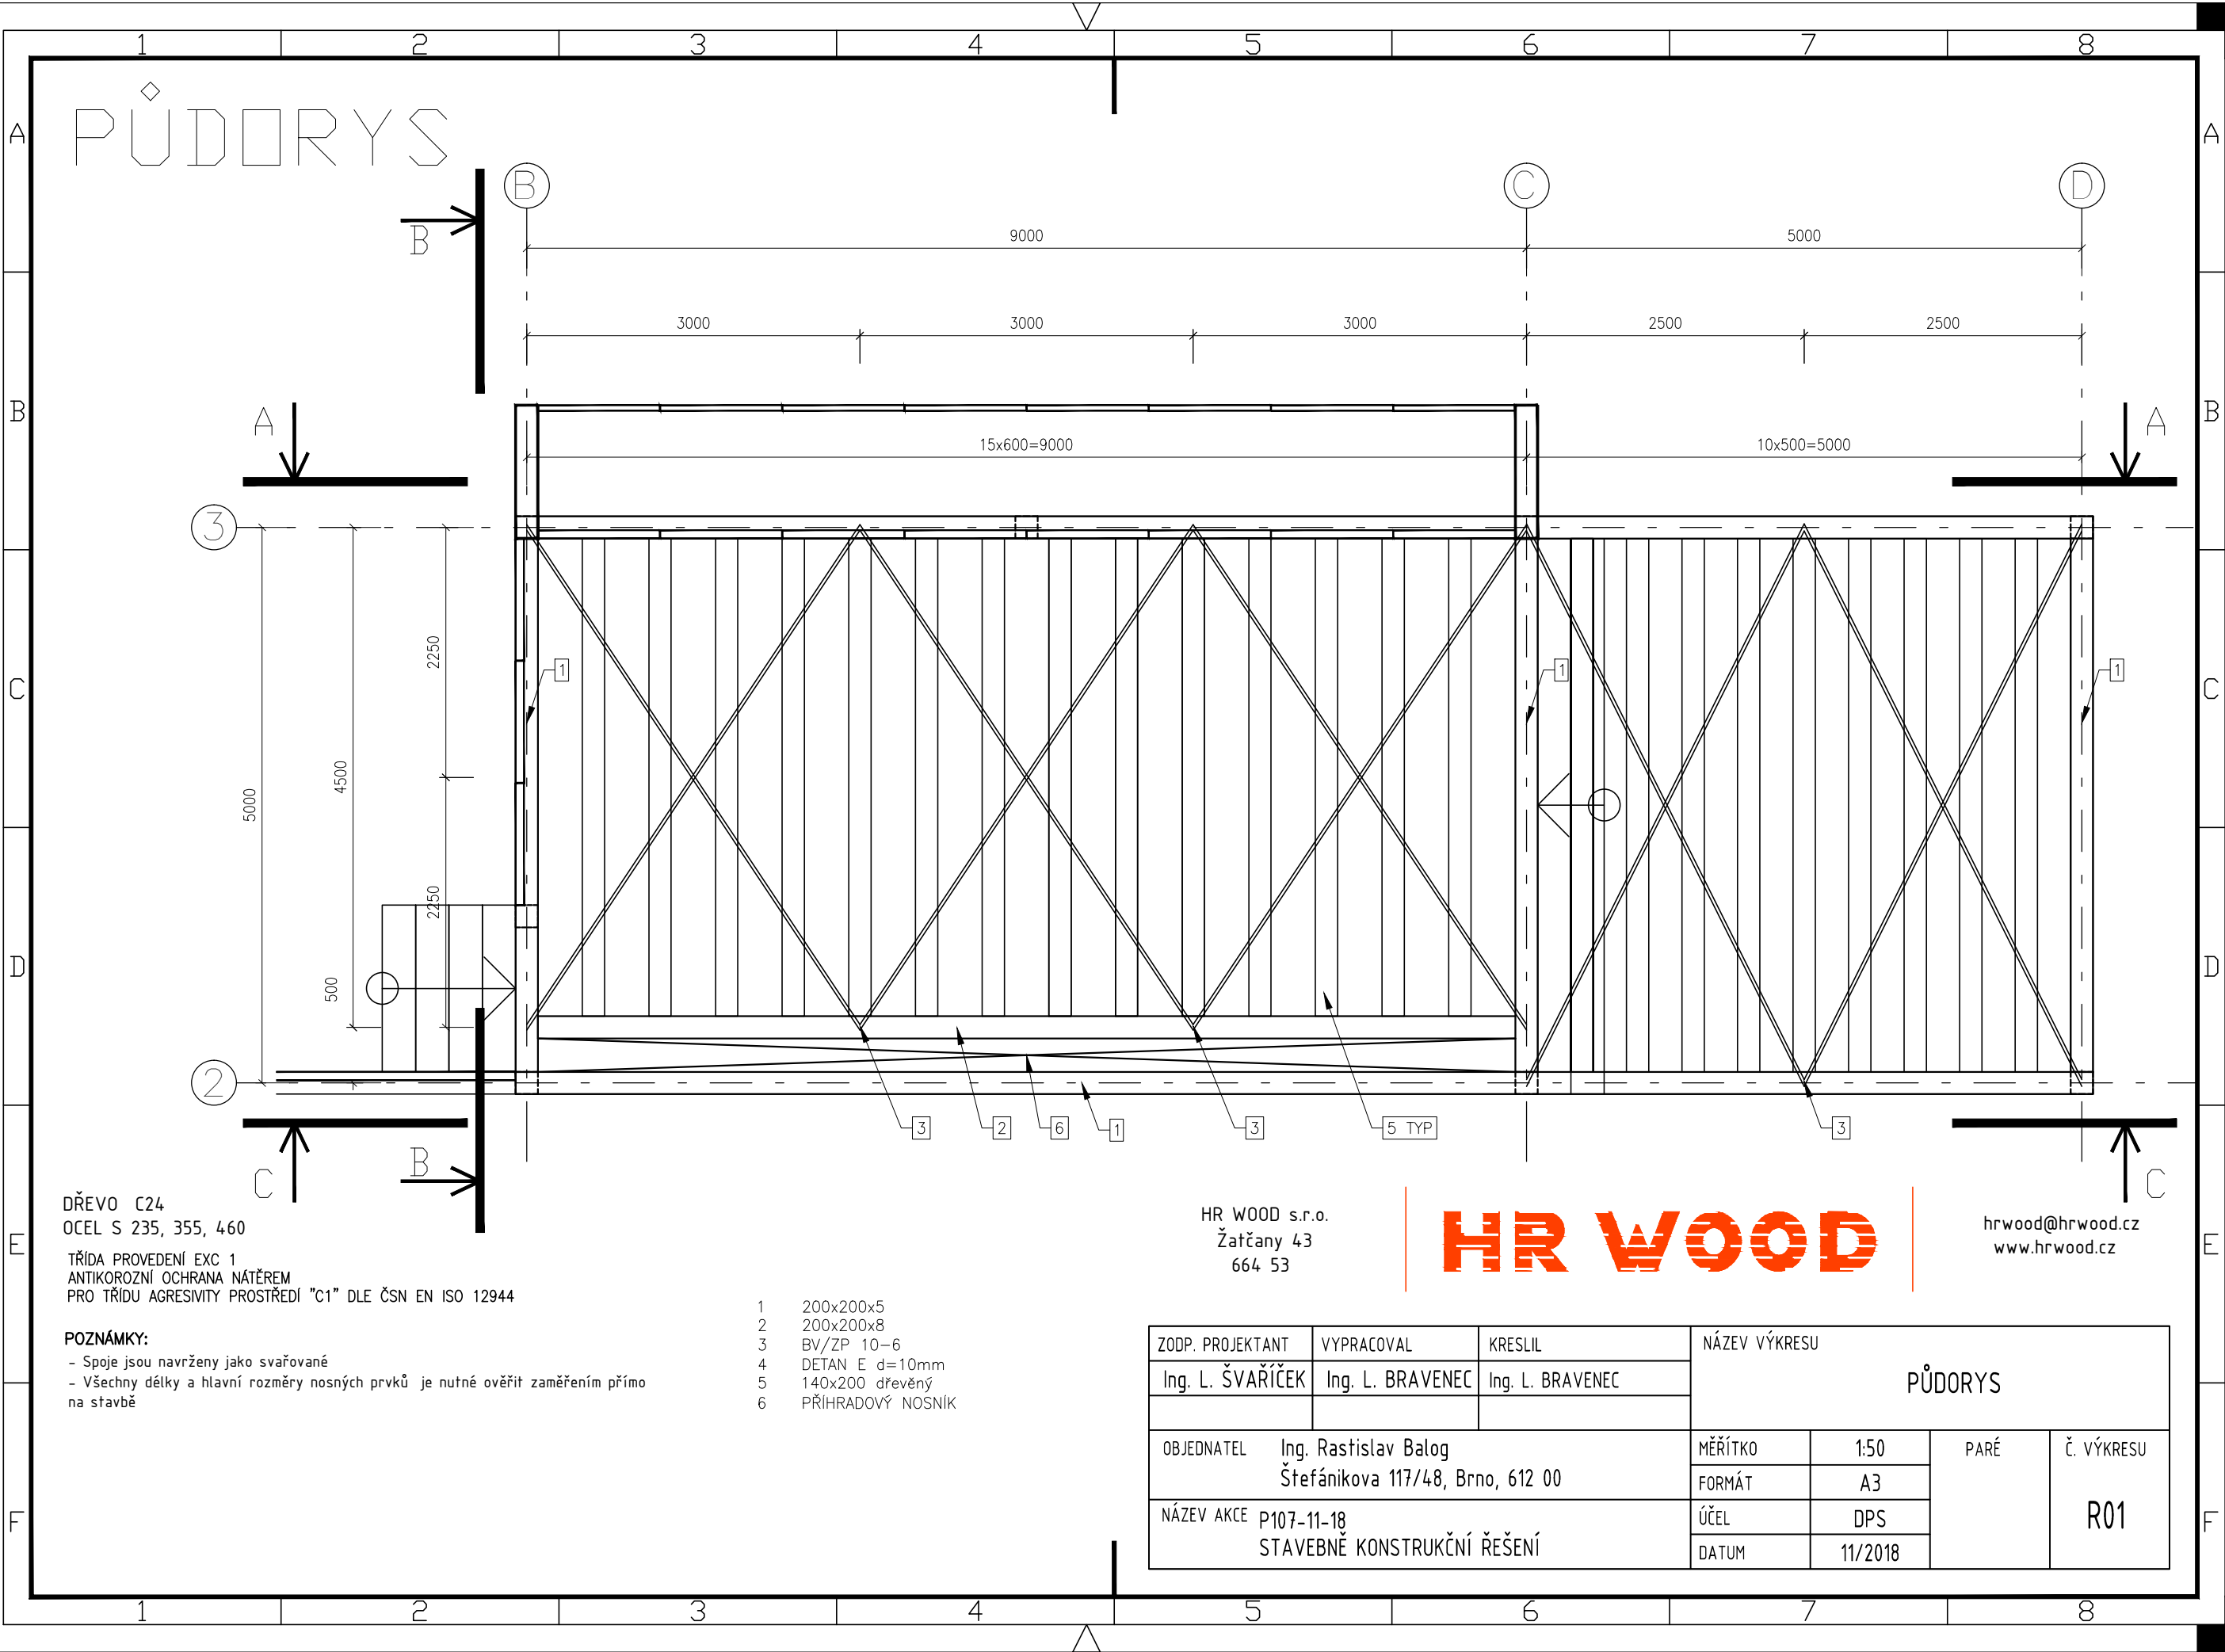 1 2 3 4 5 6 7 8
A A
PŮDORYS
B C D
B
9000 5000
3000 3000 3000 2500 2500
B B
A A
15x600=9000 10x500=5000
3
C C
2250
1 1 1
4500
5000
2250
D D
500
2
3 2 6 1 3 5 TYP 3
B
C C
DŘEVO C24
OCEL S 235, 355, 460
E E
TŘÍDA PROVEDENÍ EXC 1
ANTIKOROZNÍ OCHRANA NÁTĚREM
PRO TŘÍDU AGRESIVITY PROSTŘEDÍ "C1" DLE ČSN EN ISO 12944
POZNÁMKY:
- Spoje jsou navrženy jako svařované
- Všechny délky a hlavní rozměry nosných prvků je nutné ověřit zaměřením přímo
na stavbě
1 200x200x5
2 200x200x8
3 BV/ZP 10-6
4 DETAN E d=10mm
5 140x200 dřevěný
6 PŘÍHRADOVÝ NOSNÍK
HR WOOD s.r.o.
Žatčany 43
664 53
HR WOOD
hrwood@hrwood.cz
www.hrwood.cz
ZODP. PROJEKTANT VYPRACOVAL KRESLIL
Ing. L. ŠVAŘÍČEK Ing. L. BRAVENEC Ing. L. BRAVENEC
NÁZEV VÝKRESU
PŮDORYS
OBJEDNATEL Ing. Rastislav Balog
Štefánikova 117/48, Brno, 612 00
NÁZEV AKCE P107-11-18
STAVEBNĚ KONSTRUKČNÍ ŘEŠENÍ
MĚŘÍTKO 1:50
FORMÁT A3
ÚČEL DPS
DATUM 11/2018
PARÉ
Č. VÝKRESU
R01
F F
1 2 3 4 5 6 7 8